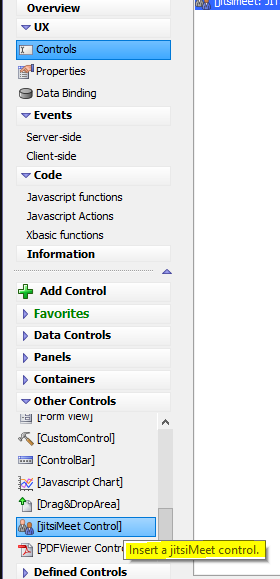 Overview
[jitsimeet: JIT
UX
Controls
Properties
Data Binding
Events
Server-side
Client-side
Code
Javascript functions
Javascript Actions
Xbasic functions
Information
Add Control
Favorites
Data Controls
Panels
Containers
Other Controls
[Form View]
[CustomControl]
[ControlBar]
[Javascript Chart]
[Drag&DropArea]
[jitsiMeet Control]
Insert a jitsiMeet control.
[PDFViewer Contr
Defined Controls